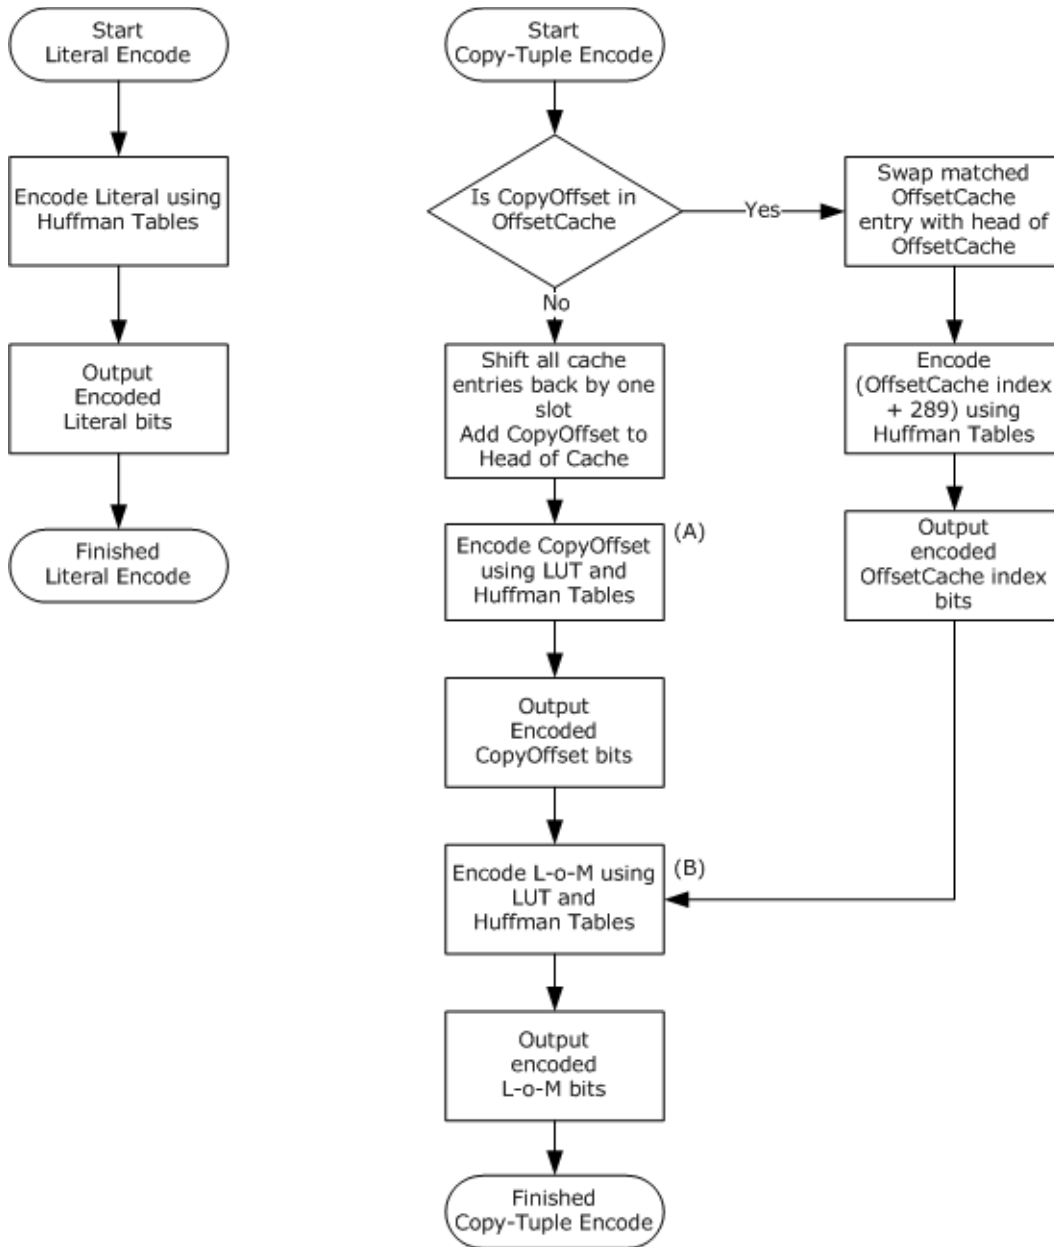 Start
Literal Encode
Encode Literal using
Huffman Tables
Output
Encoded
Literal bits
Finished
Literal Encode
Start
Copy-Tuple Encode
Is CopyOffset in
OffsetCache
Yes
No
Swap matched
OffsetCache
entry with head of
OffsetCache
Encode
(OffsetCache index
+ 289) using
Huffman Tables
Output
encoded
OffsetCache index
bits
Shift all cache
entries back by one
slot
Add CopyOffset to
Head of Cache
Encode CopyOffset
using LUT and
Huffman Tables
(A)
Output
Encoded
CopyOffset bits
Encode L-o-M using
LUT and
Huffman Tables
(B)
Output
encoded
L-o-M bits
Finished
Copy-Tuple Encode